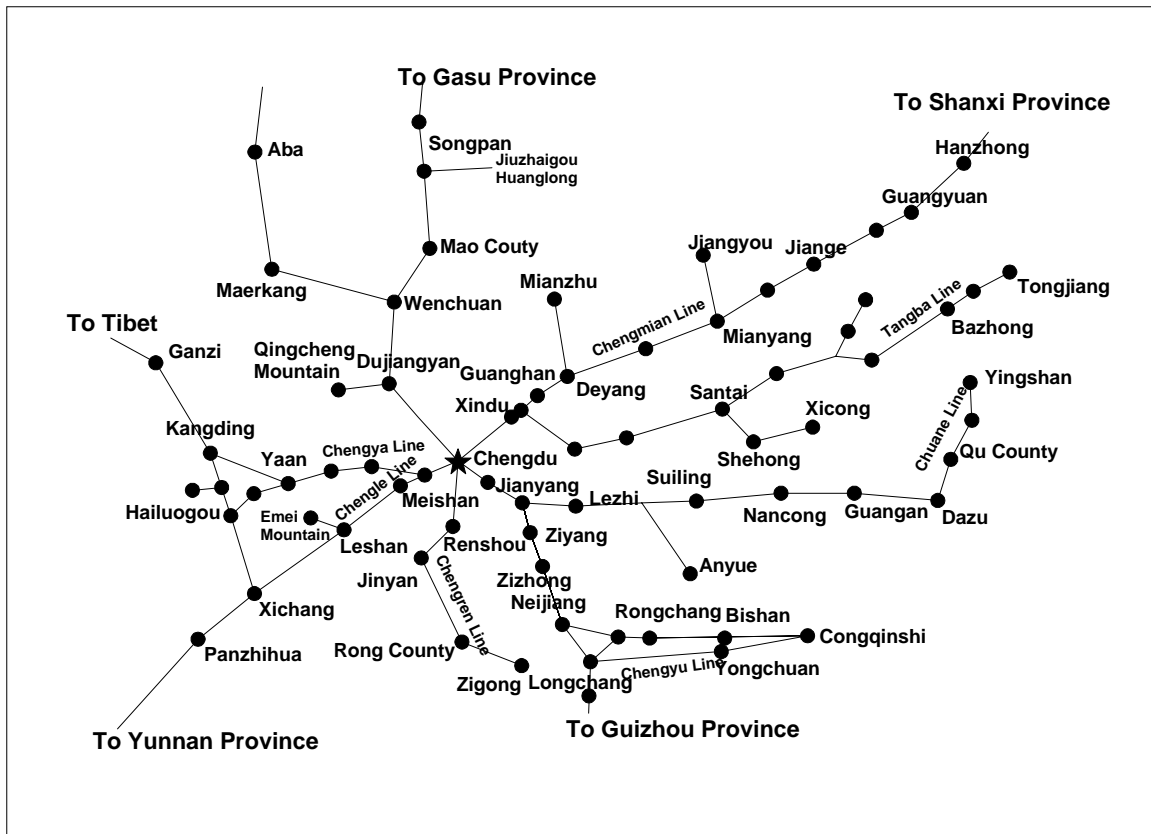 To Gasu Province
To Shanxi Province
Songpan
Hanzhong
Aba
Jiuzhaigou
Huanglong
Guangyuan
Mao Couty
Jiangyou
Jiange
Maerkang
Mianzhu
Tongjiang
Wenchuan
Tangba Line
To Tibet
Chengmian Line
Mianyang
Bazhong
Ganzi
Qingcheng
Mountain
Dujiangyan
Guanghan
Deyang
Yingshan
Santai
Xindu
Xicong
Chuane Line
Kangding
Chengya Line
Yaan
Chengdu
Shehong
Qu County
Chengle Line
Suiling
Meishan
Jianyang
Lezhi
Hailuogou
Nancong
Guangan
Dazu
Emei
Mountain
Leshan
Renshou
Ziyang
Anyue
Jinyan
Chengren Line
Zizhong
Neijiang
Xichang
Rongchang
Bishan
Congqinshi
Panzhihua
Rong County
Chengyu Line
Yongchuan
Zigong
Longchang
To Guizhou Province
To Yunnan Province